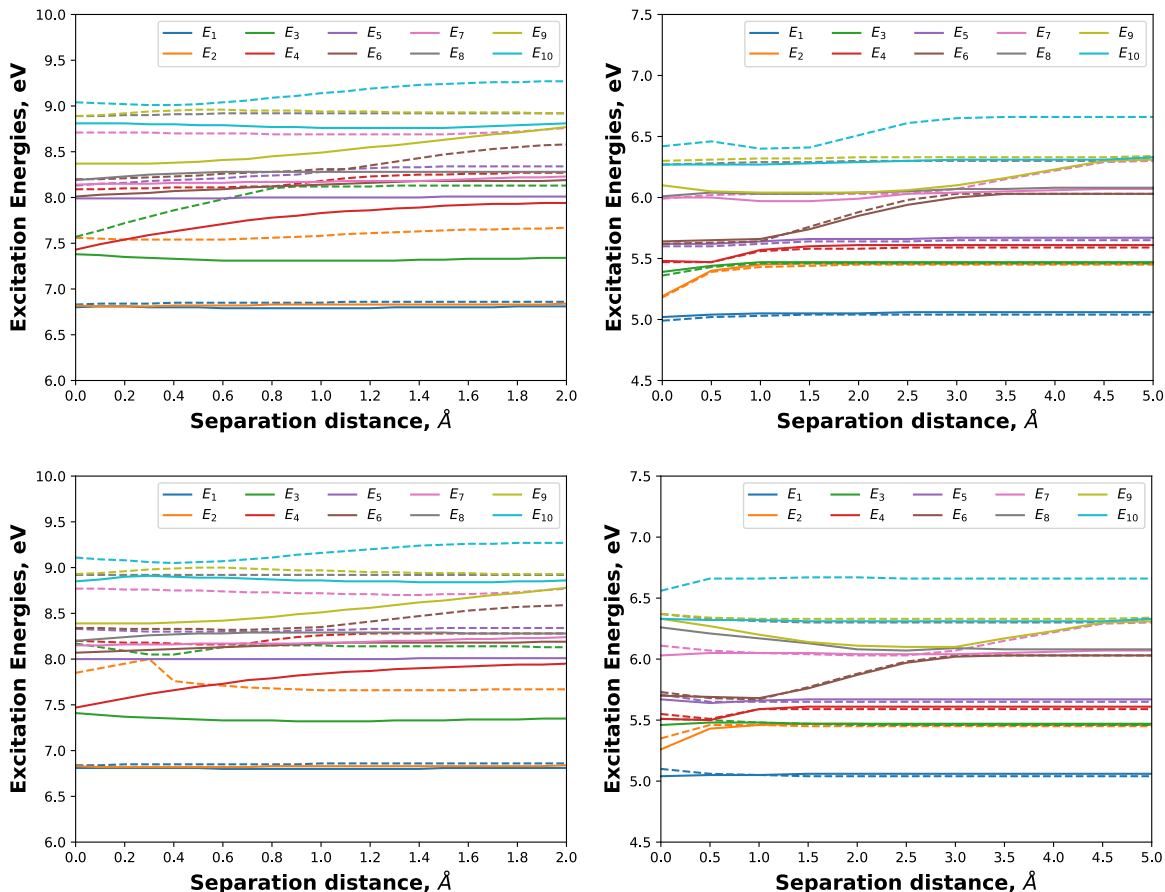 10.0
E1 E3 E5 E7 E9
E2 E4 E6 E8 E10
9.5
9.0
8.5
8.0
7.5
7.0
6.5
6.0
Excitation Energies, eV
0.0 0.2 0.4 0.6 0.8 1.0 1.2 1.4 1.6 1.8 2.0
Separation distance, Å
7.5
E1 E3 E5 E7 E9
E2 E4 E6 E8 E10
7.0
6.5
6.0
5.5
5.0
4.5
Excitation Energies, eV
0.0 0.5 1.0 1.5 2.0 2.5 3.0 3.5 4.0 4.5 5.0
Separation distance, Å
10.0
E1 E3 E5 E7 E9
E2 E4 E6 E8 E10
9.5
9.0
8.5
8.0
7.5
7.0
6.5
6.0
Excitation Energies, eV
0.0 0.2 0.4 0.6 0.8 1.0 1.2 1.4 1.6 1.8 2.0
Separation distance, Å
7.5
E1 E3 E5 E7 E9
E2 E4 E6 E8 E10
7.0
6.5
6.0
5.5
5.0
4.5
Excitation Energies, eV
0.0 0.5 1.0 1.5 2.0 2.5 3.0 3.5 4.0 4.5 5.0
Separation distance, Å